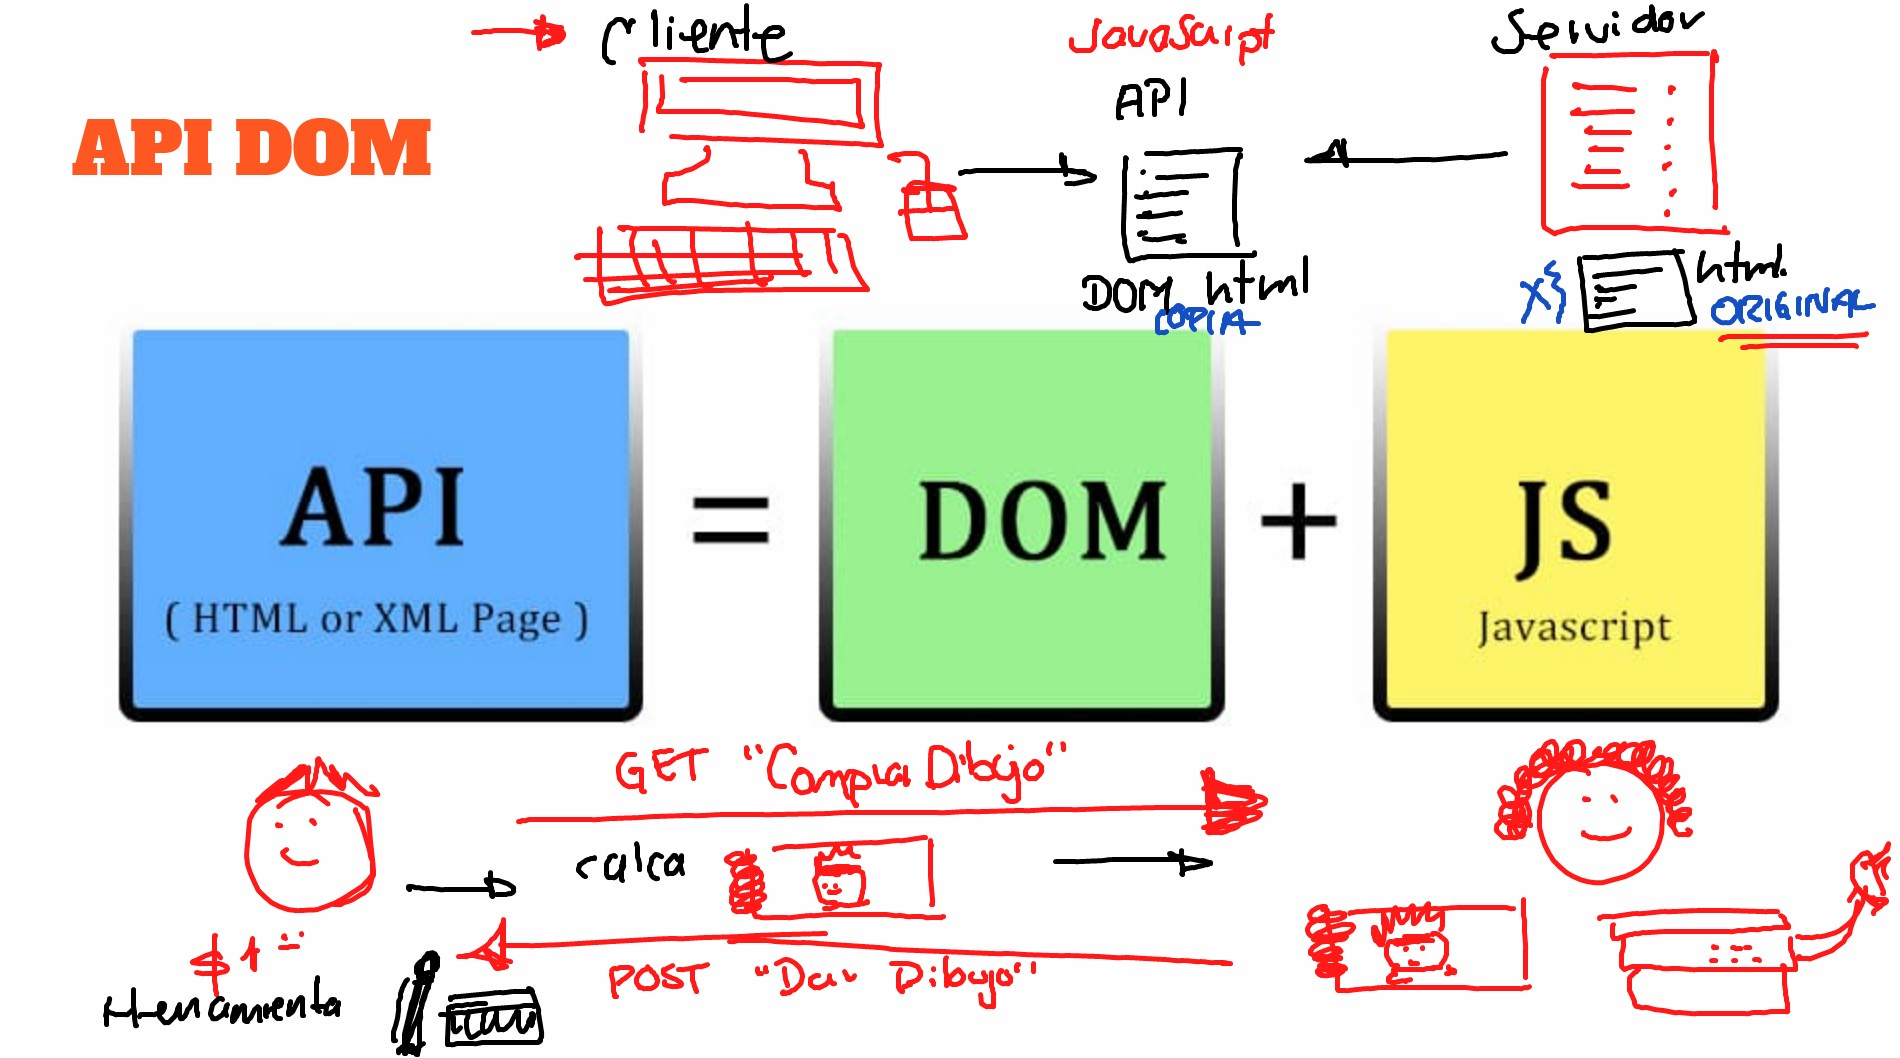 Cliente
JavaScript
Servidor
API
API DOM
DOM html
COPIA
html
ORIGINAL
API
( HTML or XML Page )
=
DOM
+
JS
Javascript
GET "Comprar Dibujo"
calca
POST "Dar Dibujo"
$1
Herramienta